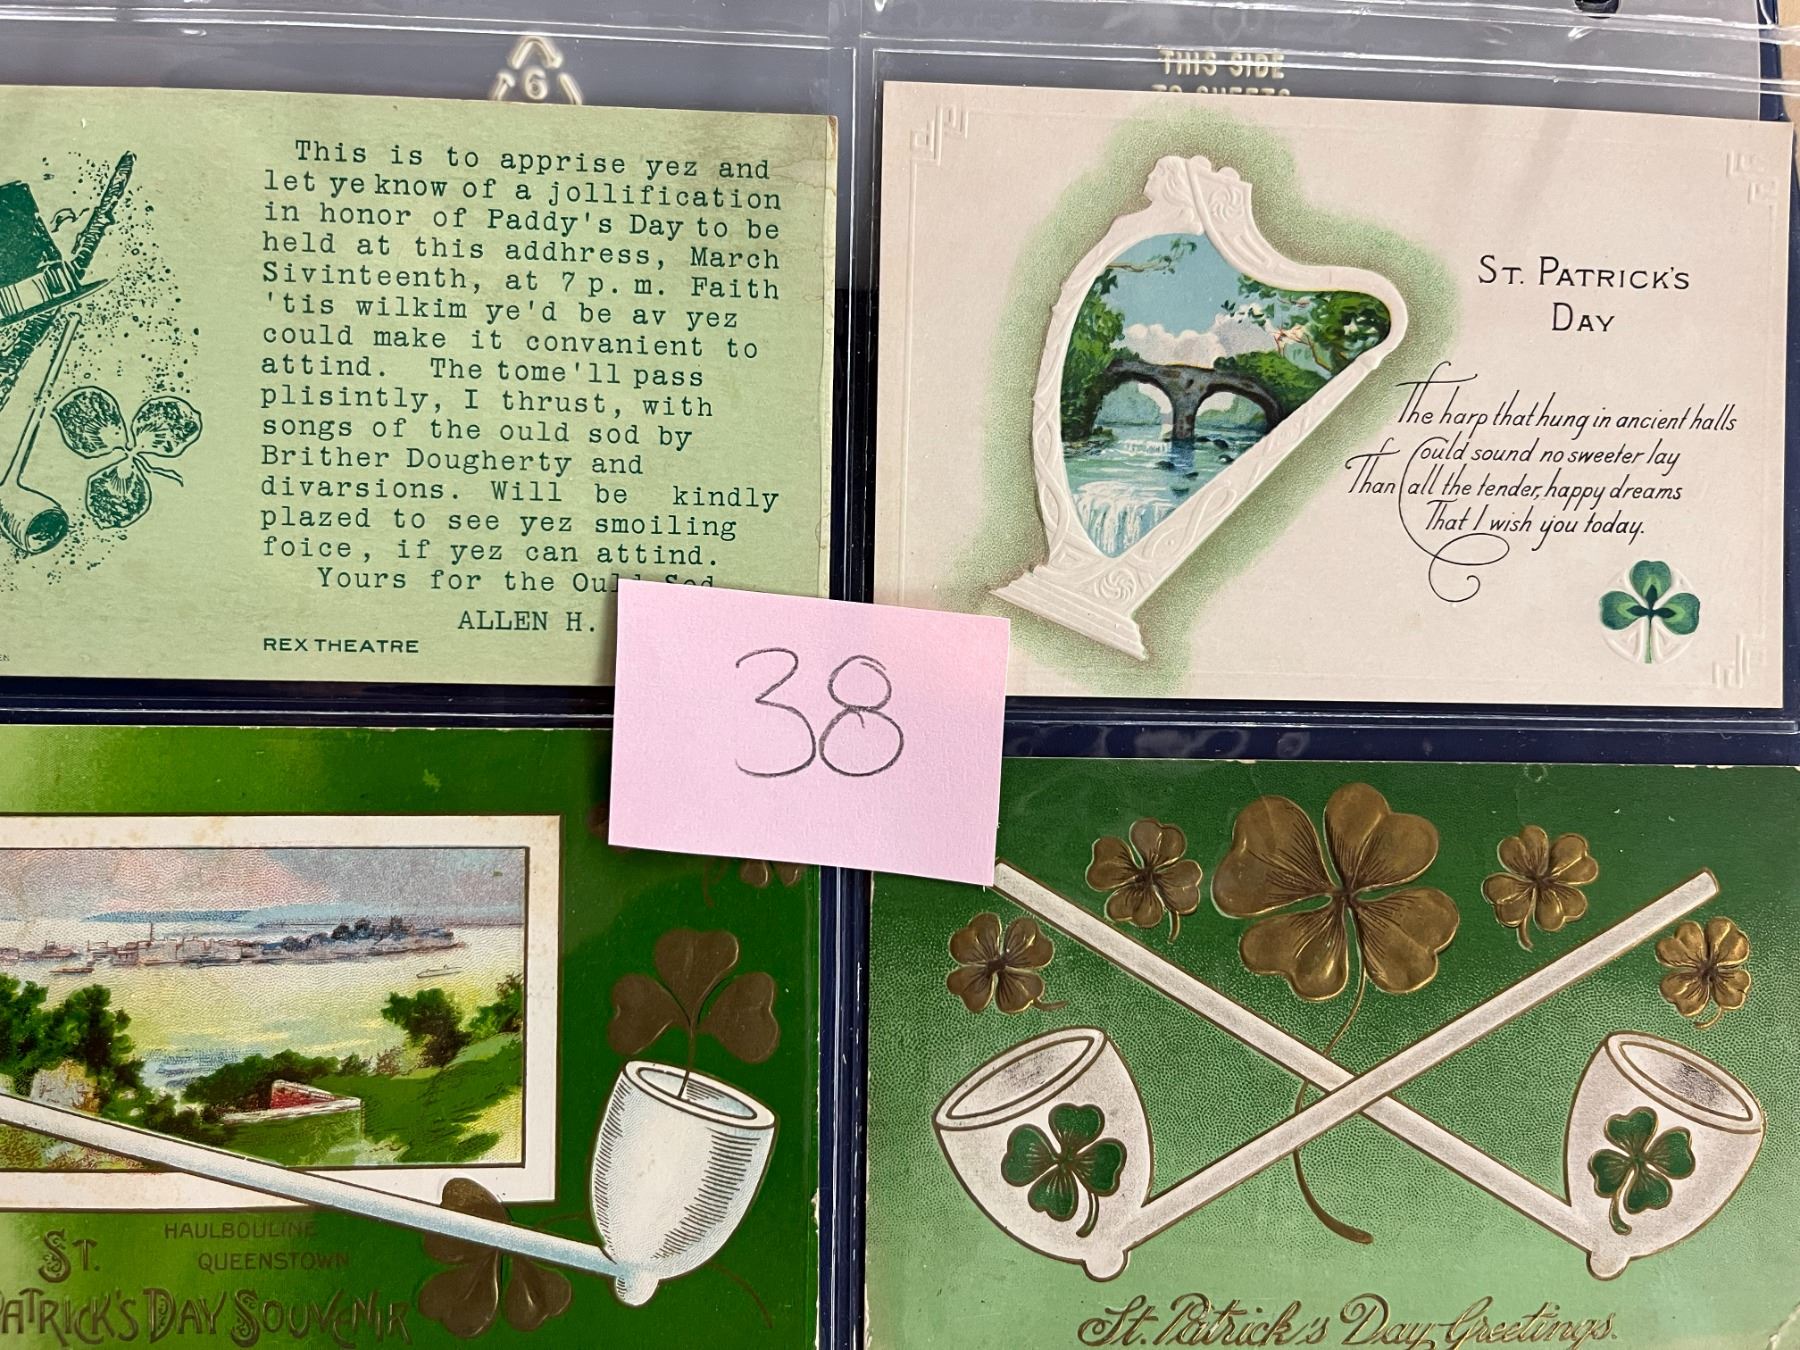 6
THIS SIDE
This is to apprise yez and
let ye know of a jollification
in honor of Paddy's Day to be
held at this addhress, March
Sivinteenth, at 7 p. m. Faith
'tis wilkim ye'd be av yez
could make it convanient to
attind. The tome'll pass
plisintly, I thrust, with
songs of the ould sod by
Brither Dougherty and
divarsions. Will be kindly
plazed to see yez smoiling
foice, if yez can attind.
Yours for the Ould Sod
ALLEN H.
REX THEATRE
ST. PATRICK'S
DAY
The harp that hung in ancient halls
Could sound no sweeter lay
Than all the tender, happy dreams
That I wish you today.
38
HAULBOULINE
QUEENSTOWN
ST.
PATRICK'S DAY SOUVENIR
St. Patrick's Day Greetings.